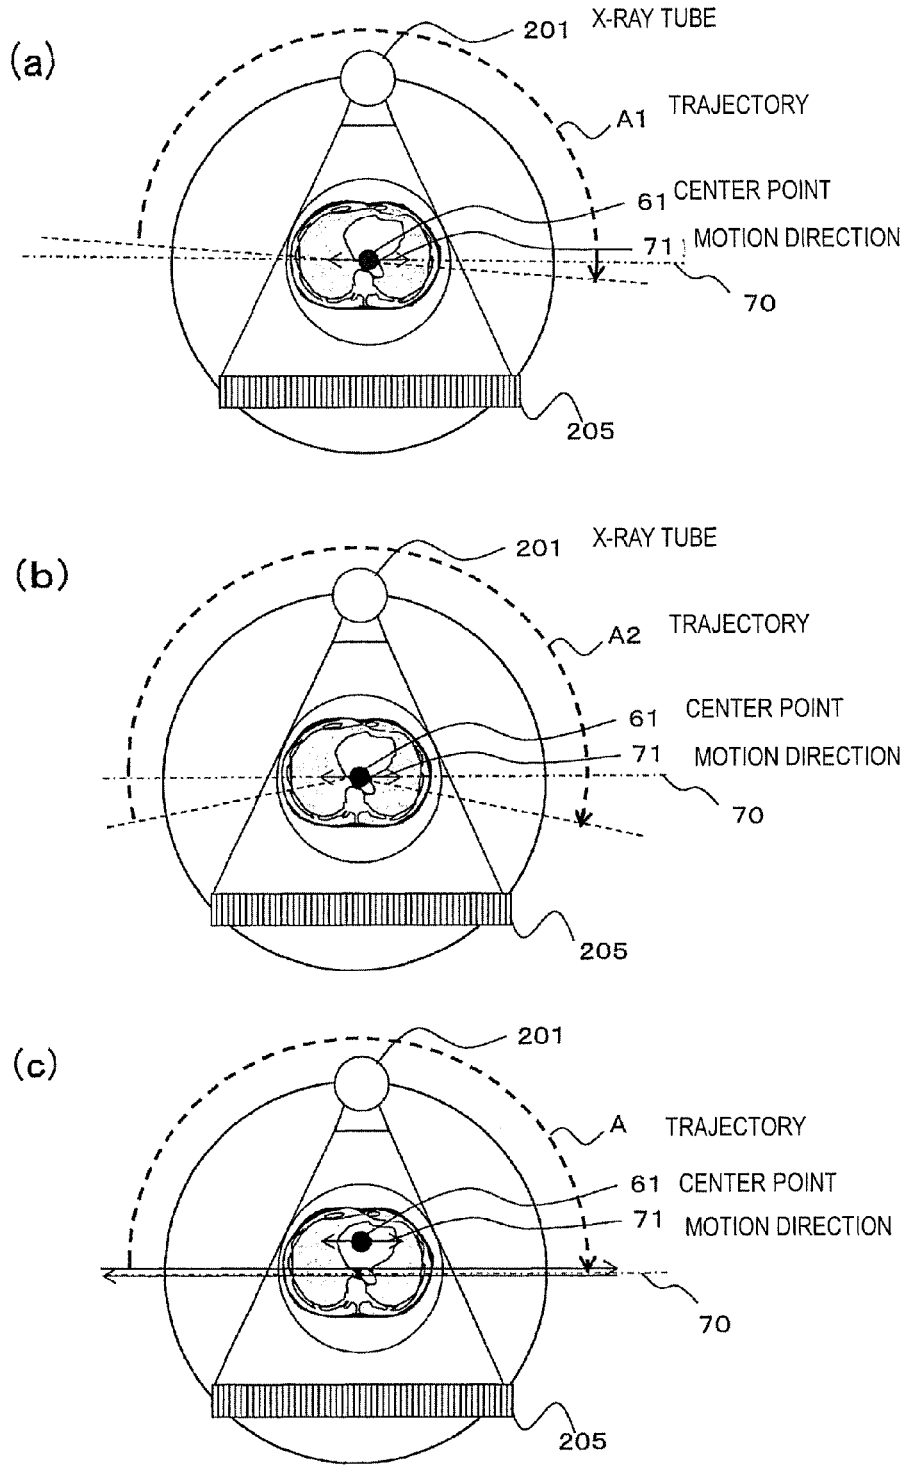 (a)
201 X-RAY TUBE
A1 TRAJECTORY
61 CENTER POINT
71 MOTION DIRECTION
70
205
(b)
201 X-RAY TUBE
A2 TRAJECTORY
61 CENTER POINT
71 MOTION DIRECTION
70
205
(c)
201
A TRAJECTORY
61 CENTER POINT
71 MOTION DIRECTION
70
205